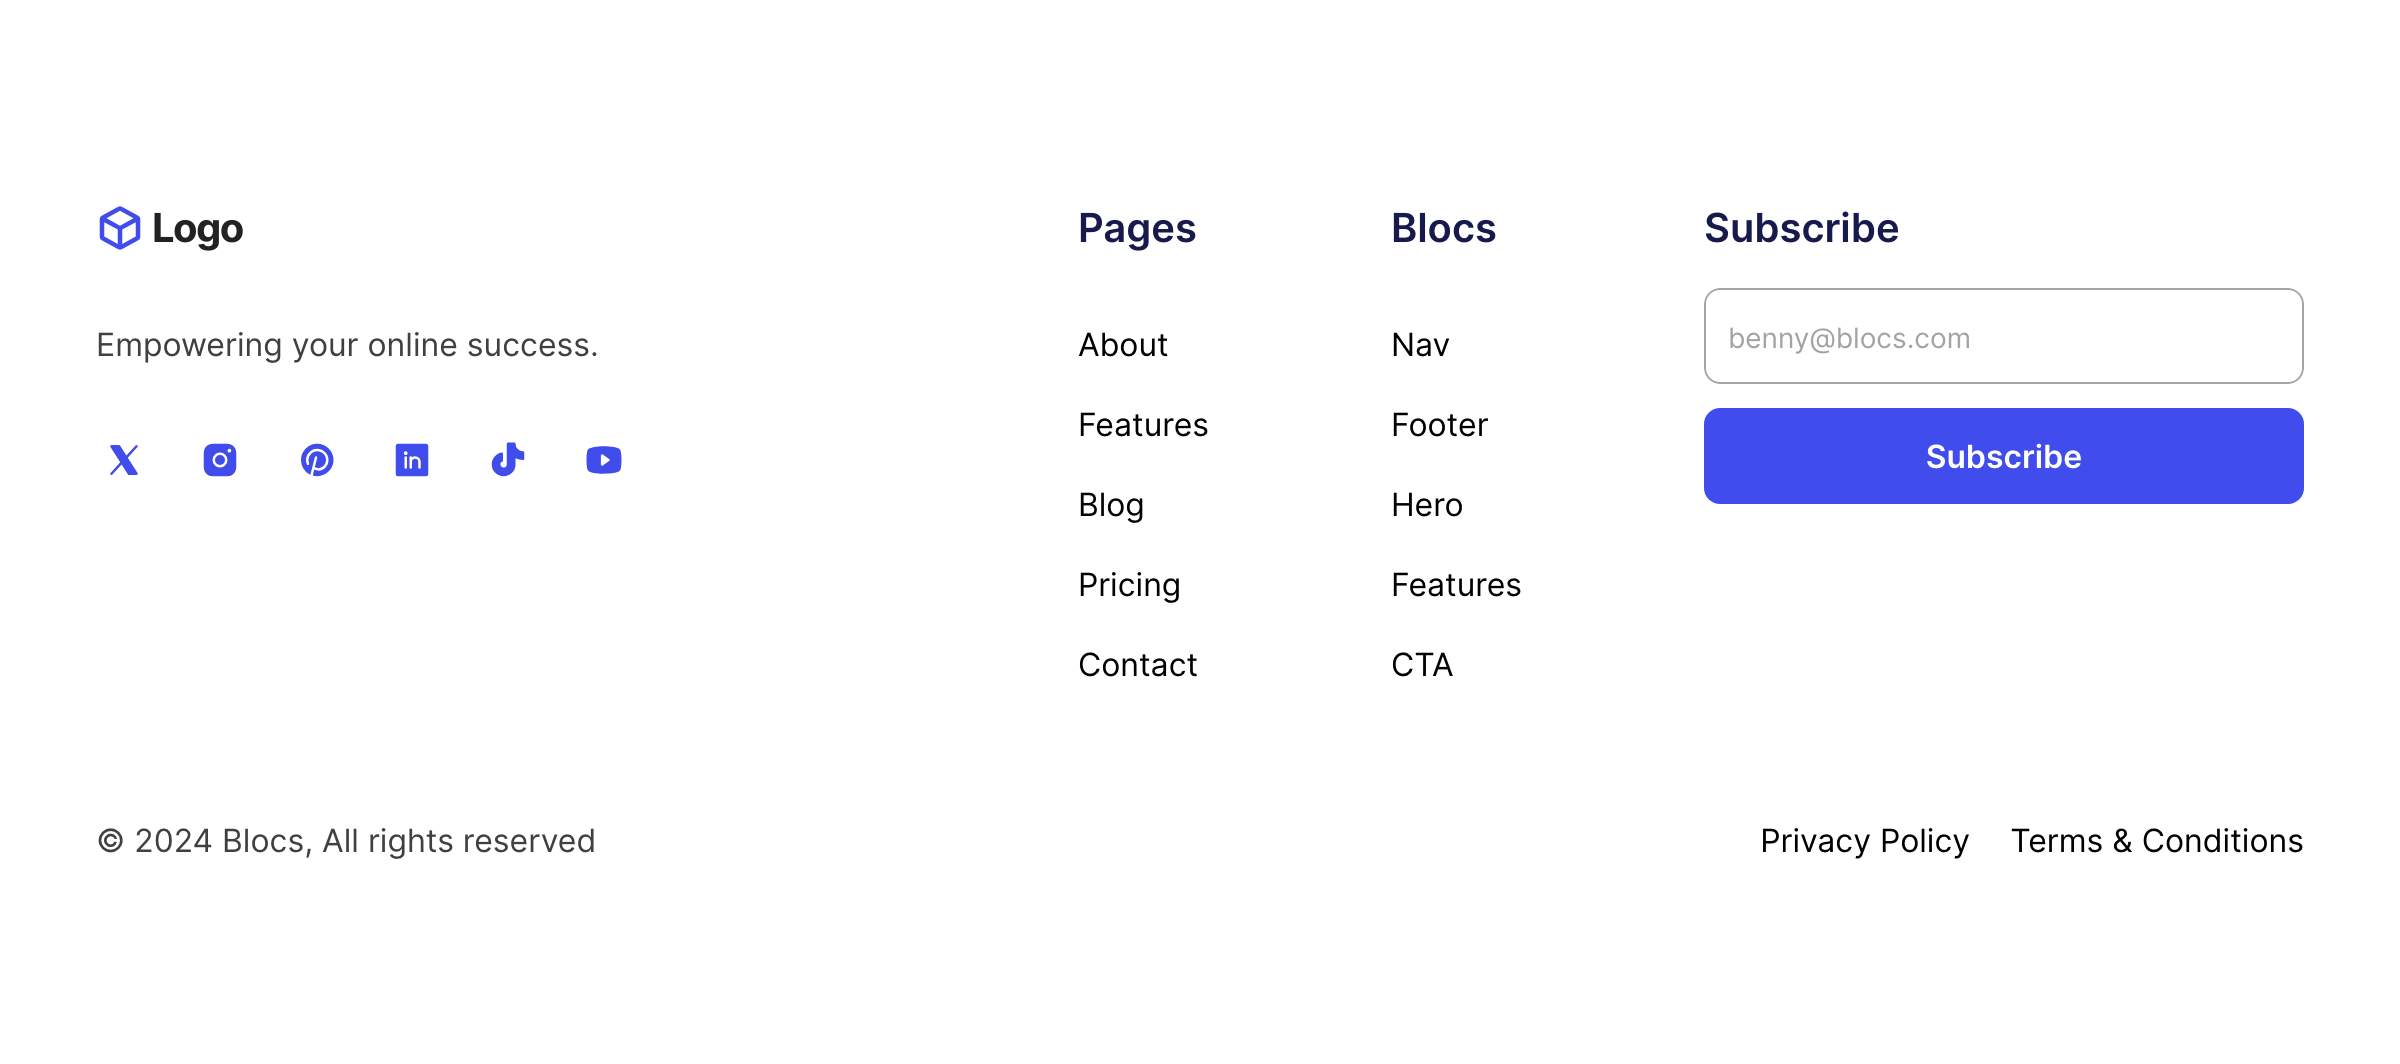 Logo
Empowering your online success.
Pages
About
Features
Blog
Pricing
Contact
Blocs
Nav
Footer
Hero
Features
CTA
Subscribe
benny@blocs.com
Subscribe
© 2024 Blocs, All rights reserved
Privacy Policy
Terms & Conditions